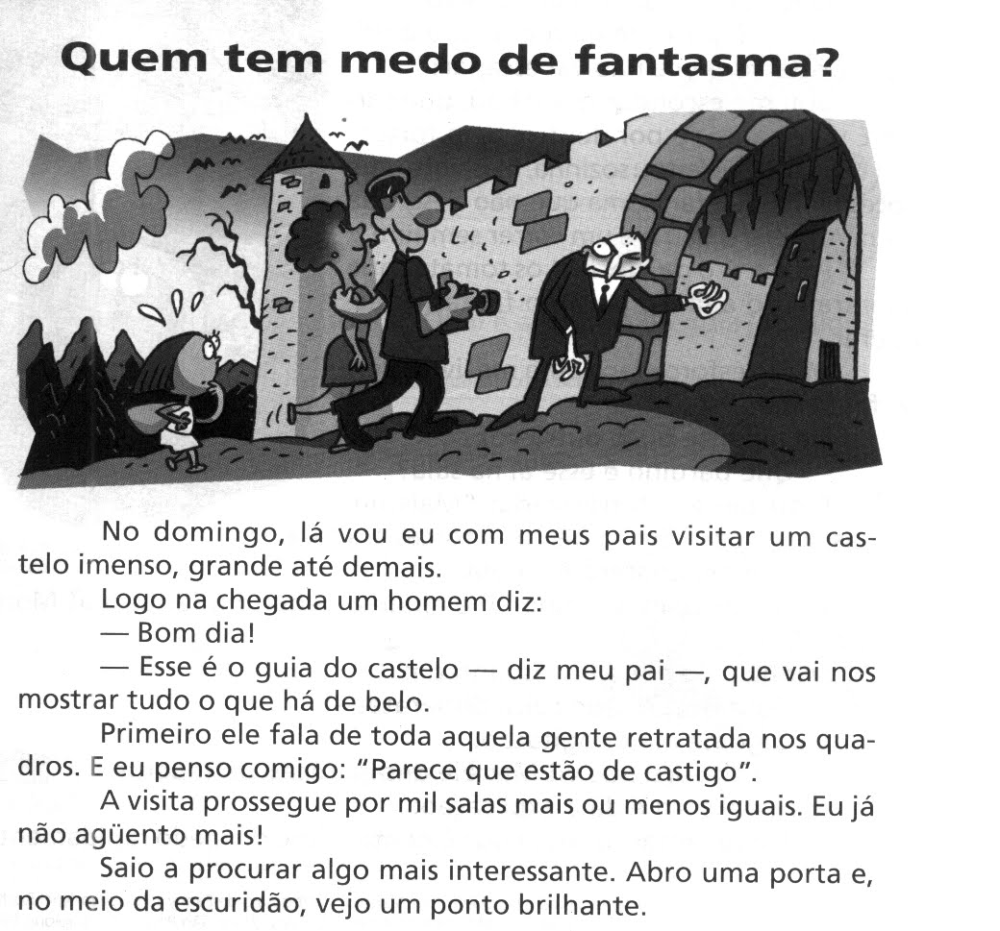 Quem tem medo de fantasma?
No domingo, lá vou eu com meus pais visitar um cas-
telo imenso, grande até demais.
Logo na chegada um homem diz:
— Bom dia!
— Esse é o guia do castelo — diz meu pai —, que vai nos
mostrar tudo o que há de belo.
Primeiro ele fala de toda aquela gente retratada nos qua-
dros. E eu penso comigo: “Parece que estão de castigo”.
A visita prossegue por mil salas mais ou menos iguais. Eu já
não agüento mais!
Saio a procurar algo mais interessante. Abro uma porta e,
no meio da escuridão, vejo um ponto brilhante.